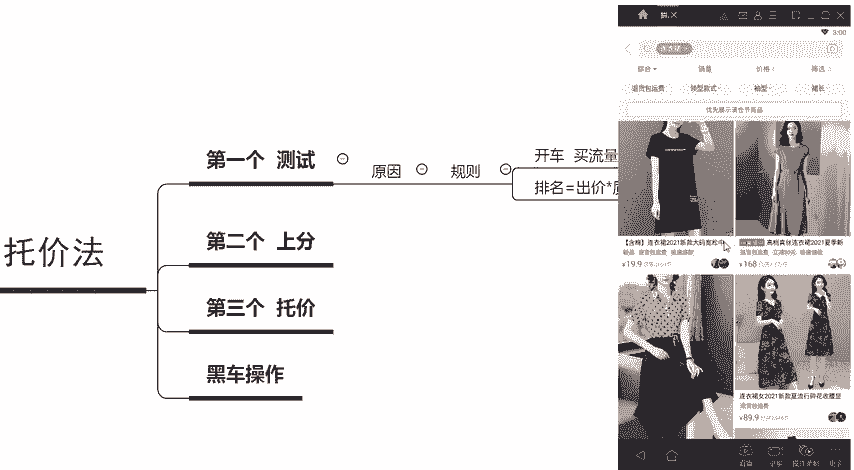 托价法
第一个 测试
原因
规则
开车 买流量
排名=出价*质
第二个 上分
第三个 托价
黑车操作
3:00
连衣裙
综合
销量
价格
筛选
退货包运费
裙型款式
袖型
裙长
优先展示满仓节商品
连衣裙2021新款大码宽松中
¥19.9
高档真丝连衣裙2021夏季新
¥168
连衣裙女2021新款夏流行碎花收腰显
退货包运费
¥89.9